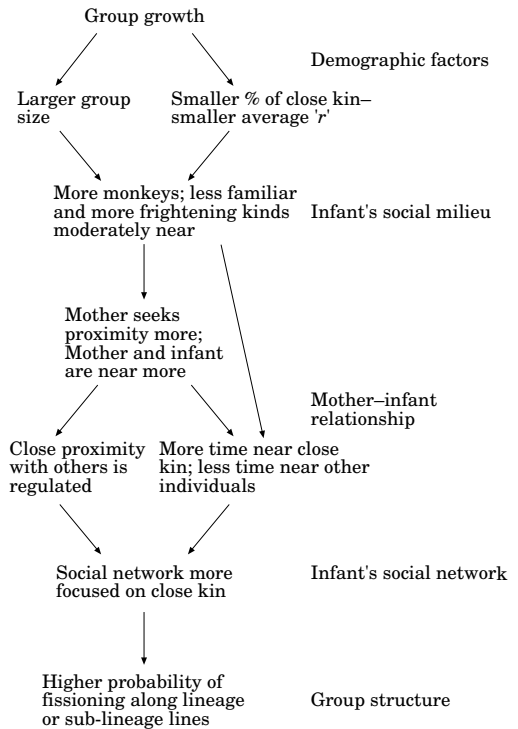 Group growth
Demographic factors
Larger group
size
Smaller % of close kin–
smaller average 'r'
More monkeys; less familiar
and more frightening kinds
moderately near
Infant's social milieu
Mother seeks
proximity more;
Mother and infant
are near more
Mother–infant
relationship
Close proximity
with others is
regulated
More time near close
kin; less time near other
individuals
Social network more
focused on close kin
Infant's social network
Higher probability of
fissioning along lineage
or sub-lineage lines
Group structure